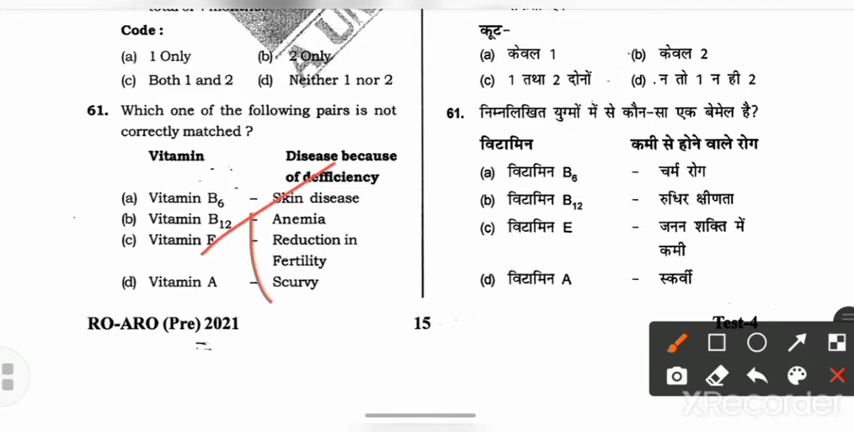 Code :
(a) 1 Only (b) 2 Only
(c) Both 1 and 2 (d) Neither 1 nor 2
61. Which one of the following pairs is not
correctly matched ?
Vitamin Disease because
of defficiency
(a) Vitamin B6 – Skin disease
(b) Vitamin B12 – Anemia
(c) Vitamin E – Reduction in
Fertility
(d) Vitamin A – Scurvy
RO-ARO (Pre) 2021
कूट–
(a) केवल 1 (b) केवल 2
(c) 1 तथा 2 दोनों (d) . न तो 1 न ही 2
61. निम्नलिखित युग्मों में से कौन-सा एक बेमेल है?
विटामिन कमी से होने वाले रोग
(a) विटामिन B6 - चर्म रोग
(b) विटामिन B12 - रुधिर क्षीणता
(c) विटामिन E - जनन शक्ति में
कमी
(d) विटामिन A - स्कर्वी
15
Test-4
XRecorder